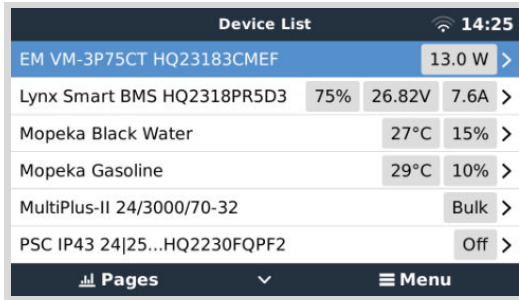 Device List 14:25
EM VM-3P75CT HQ23183CMEF 13.0 W >
Lynx Smart BMS HQ2318PR5D3 75% 26.82V 7.6A >
Mopeka Black Water 27°C 15% >
Mopeka Gasoline 29°C 10% >
MultiPlus-II 24/3000/70-32 Bulk >
PSC IP43 24|25...HQ2230FQPF2 Off >
Pages Menu